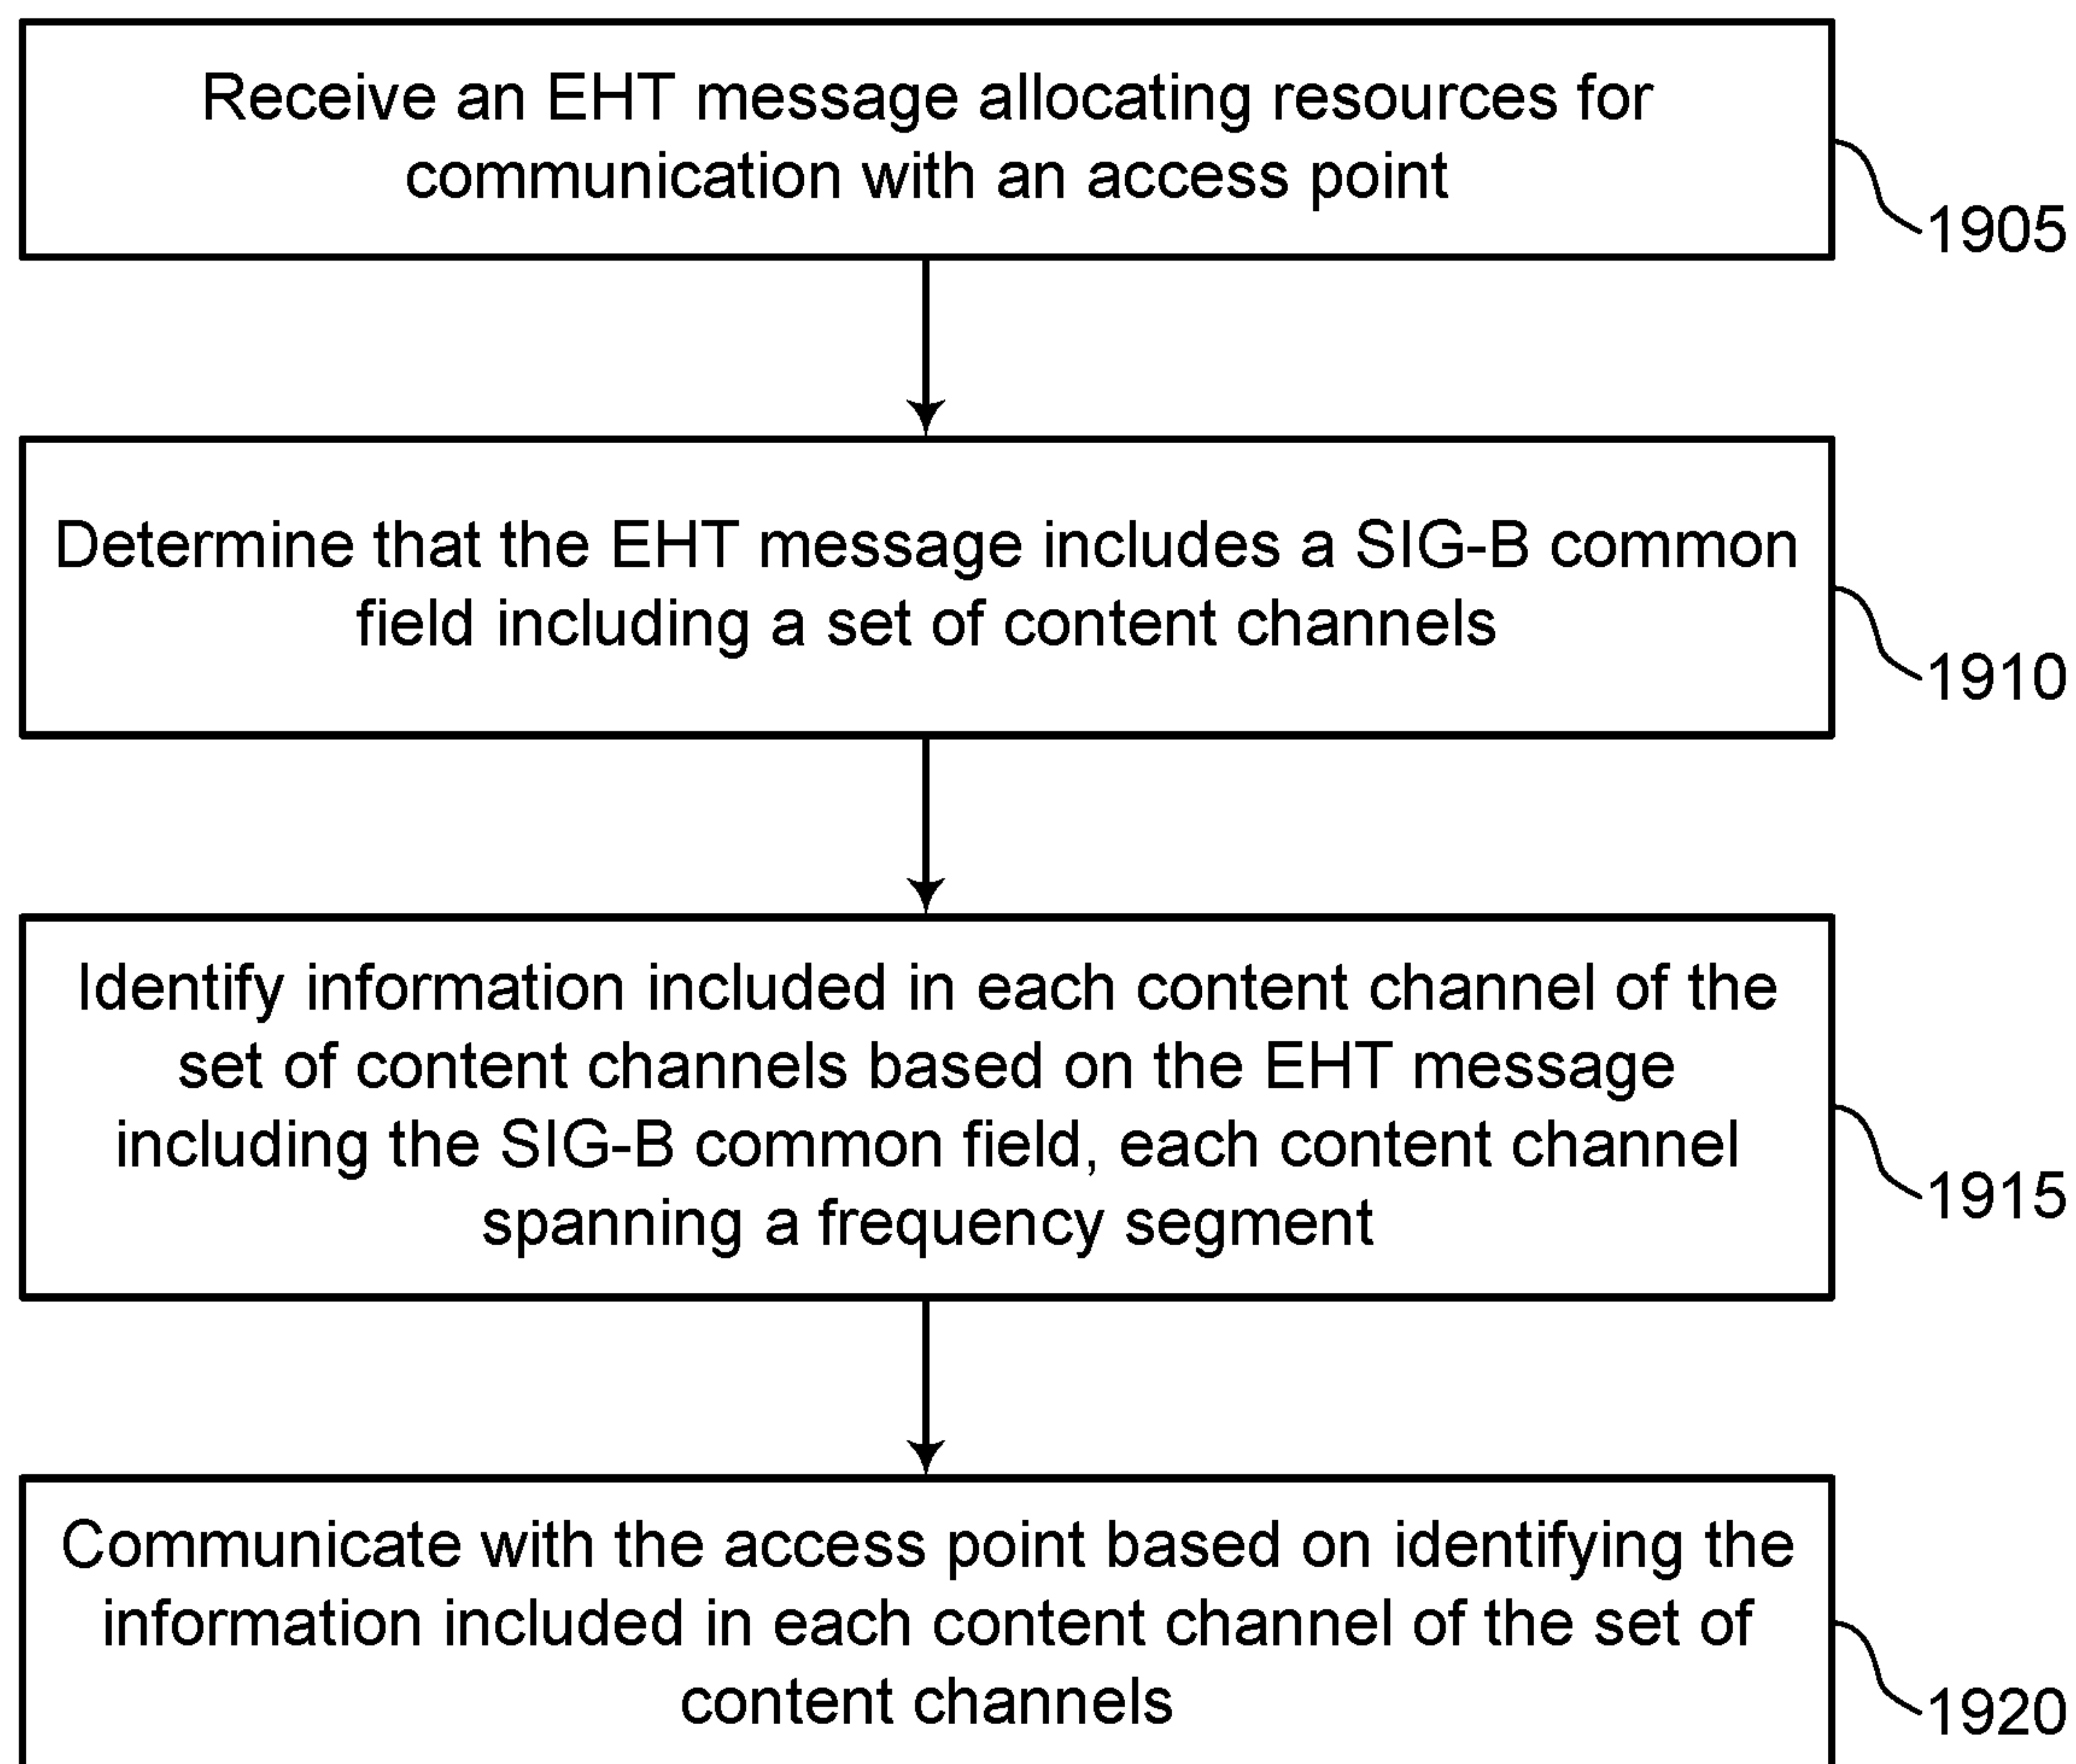 Receive an EHT message allocating resources for
communication with an access point
1905
Determine that the EHT message includes a SIG-B common
field including a set of content channels
1910
Identify information included in each content channel of the
set of content channels based on the EHT message
including the SIG-B common field, each content channel
spanning a frequency segment
1915
Communicate with the access point based on identifying the
information included in each content channel of the set of
content channels
1920